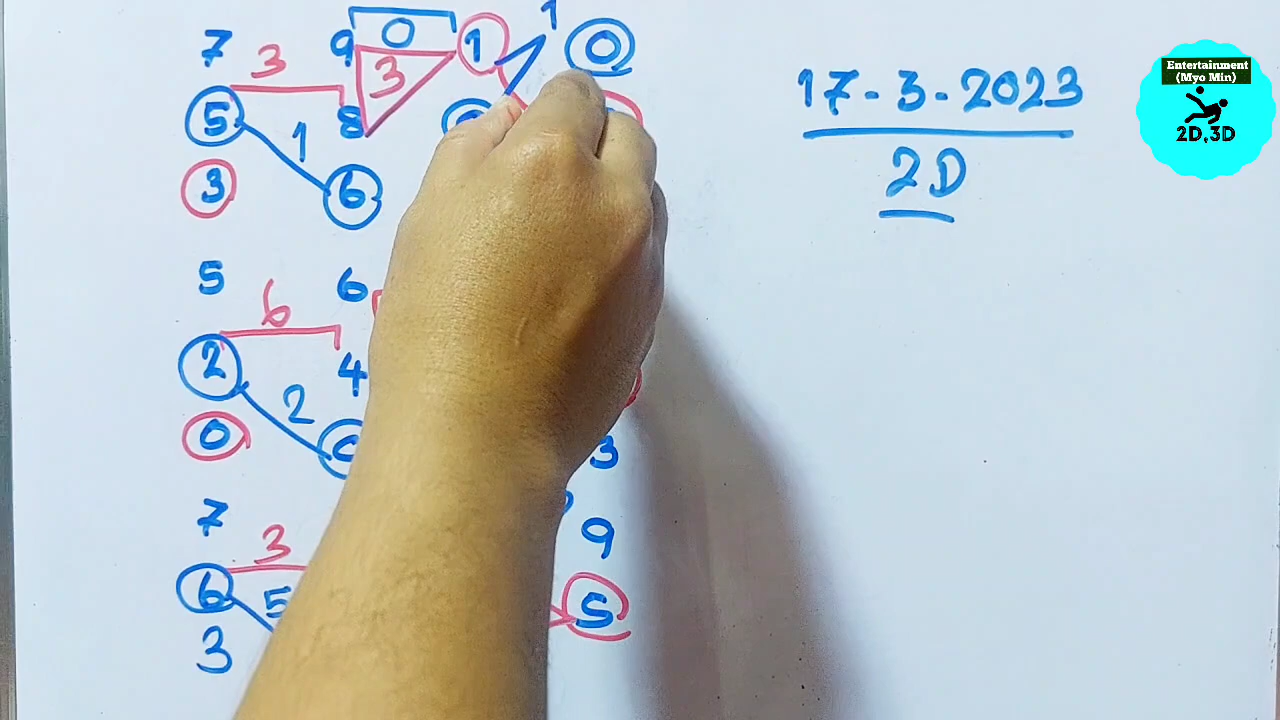 1
0
7 3 9 3 1 0
17-3-2023
Entertainment
(Myo Min)
2D,3D
5 1 8
2D
3 6
5 6 6
2 4
2
0 3
7 3 9
6 5 5
3